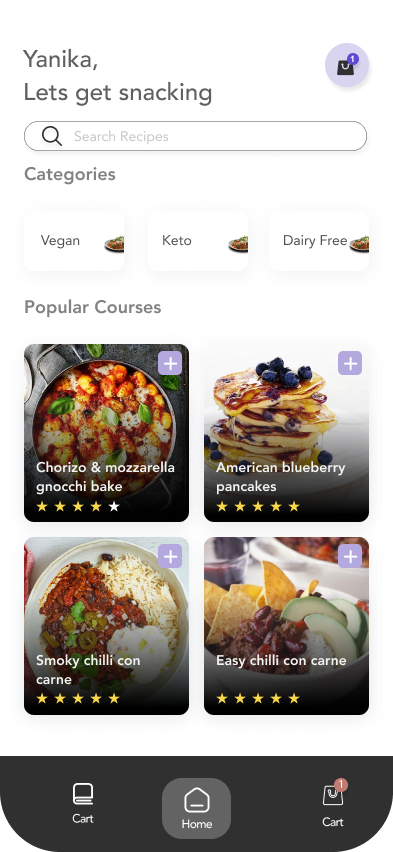 Yanika,
Lets get snacking
1
Search Recipes
Categories
Vegan
Keto
Dairy Free
Popular Courses
Chorizo & mozzarella
gnocchi bake
American blueberry
pancakes
Smoky chilli con
carne
Easy chilli con carne
Cart
Home
1
Cart